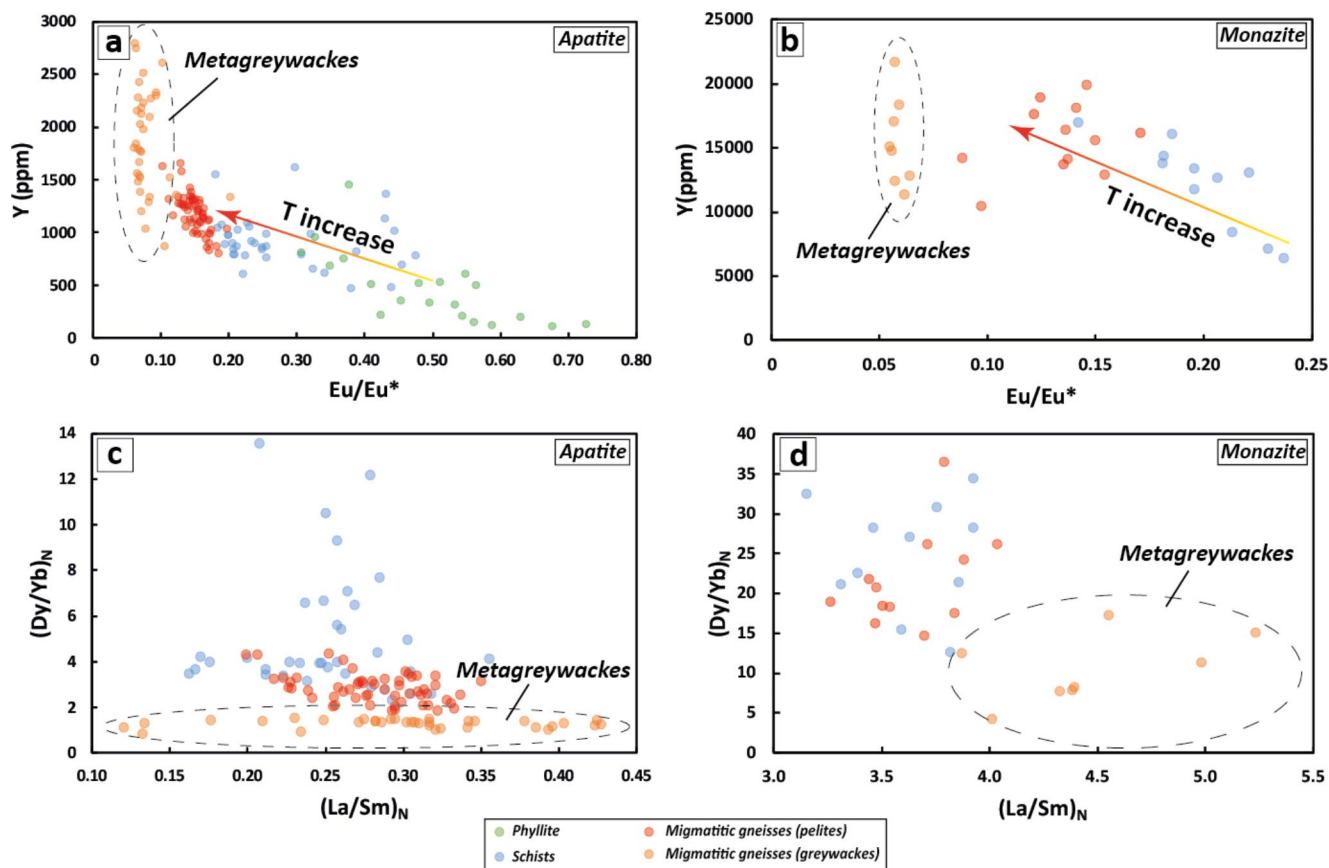 a
Apatite
Metagreywackes
T increase
Y (ppm)
3000
2500
2000
1500
1000
500
0
0 0.10 0.20 0.30 0.40 0.50 0.60 0.70 0.80
Eu/Eu*
b
Monazite
Metagreywackes
T increase
Y(ppm)
25000
20000
15000
10000
5000
0
0.00 0.05 0.10 0.15 0.20 0.25
Eu/Eu*
c
Apatite
Metagreywackes
(Dy/Yb)N
14
12
10
8
6
4
2
0
0.10 0.15 0.20 0.25 0.30 0.35 0.40 0.45
(La/Sm)N
d
Monazite
Metagreywackes
(Dy/Yb)N
40
35
30
25
20
15
10
5
0
3.0 3.5 4.0 4.5 5.0 5.5
(La/Sm)N
Phyllite
Schists
Migmatitic gneisses (pelites)
Migmatitic gneisses (greywackes)